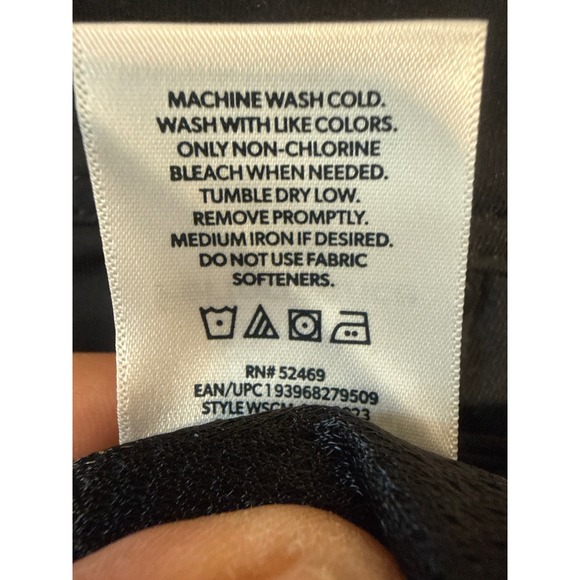 MACHINE WASH COLD.
WASH WITH LIKE COLORS.
ONLY NON-CHLORINE
BLEACH WHEN NEEDED.
TUMBLE DRY LOW.
REMOVE PROMPTLY.
MEDIUM IRON IF DESIRED.
DO NOT USE FABRIC
SOFTENERS.
RN# 52469
EAN/UPC 193968279509
STYLE